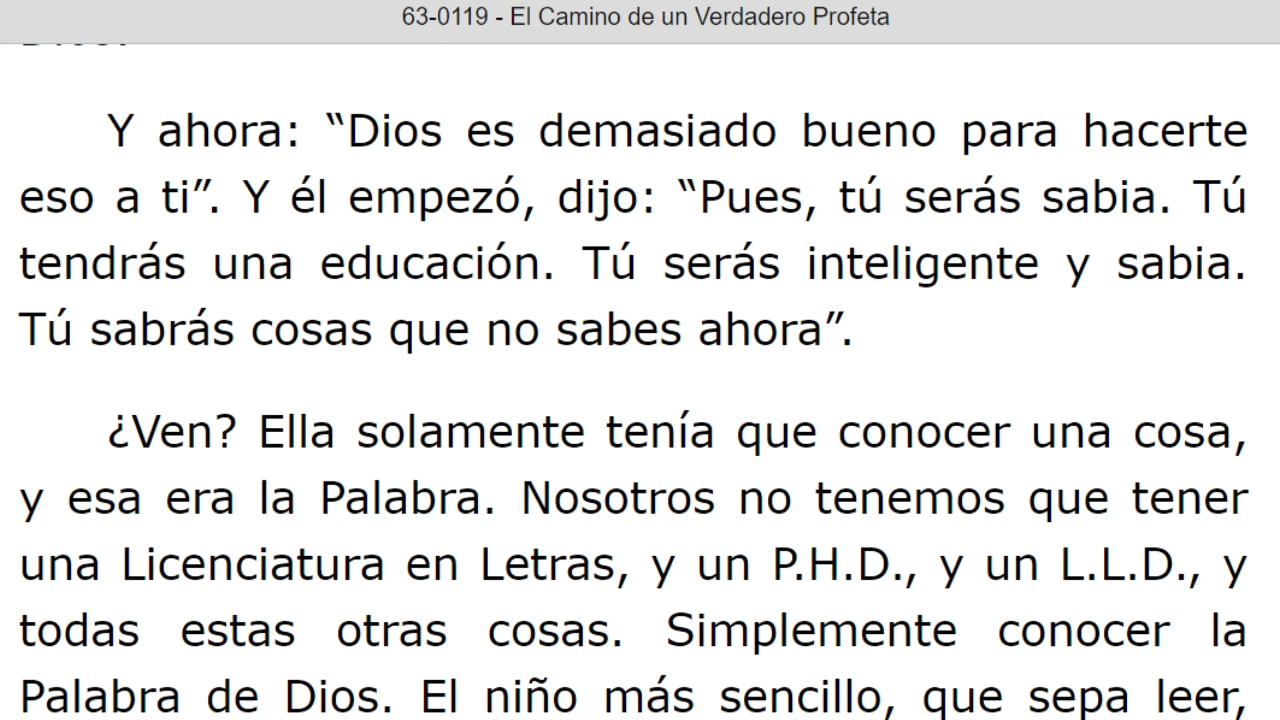 63-0119 - El Camino de un Verdadero Profeta
Y ahora: “Dios es demasiado bueno para hacerte
eso a ti”. Y él empezó, dijo: “Pues, tú serás sabia. Tú
tendrás una educación. Tú serás inteligente y sabia.
Tú sabrás cosas que no sabes ahora”.
¿Ven? Ella solamente tenía que conocer una cosa,
y esa era la Palabra. Nosotros no tenemos que tener
una Licenciatura en Letras, y un P.H.D., y un L.L.D., y
todas estas otras cosas. Simplemente conocer la
Palabra de Dios. El niño más sencillo, que sepa leer,